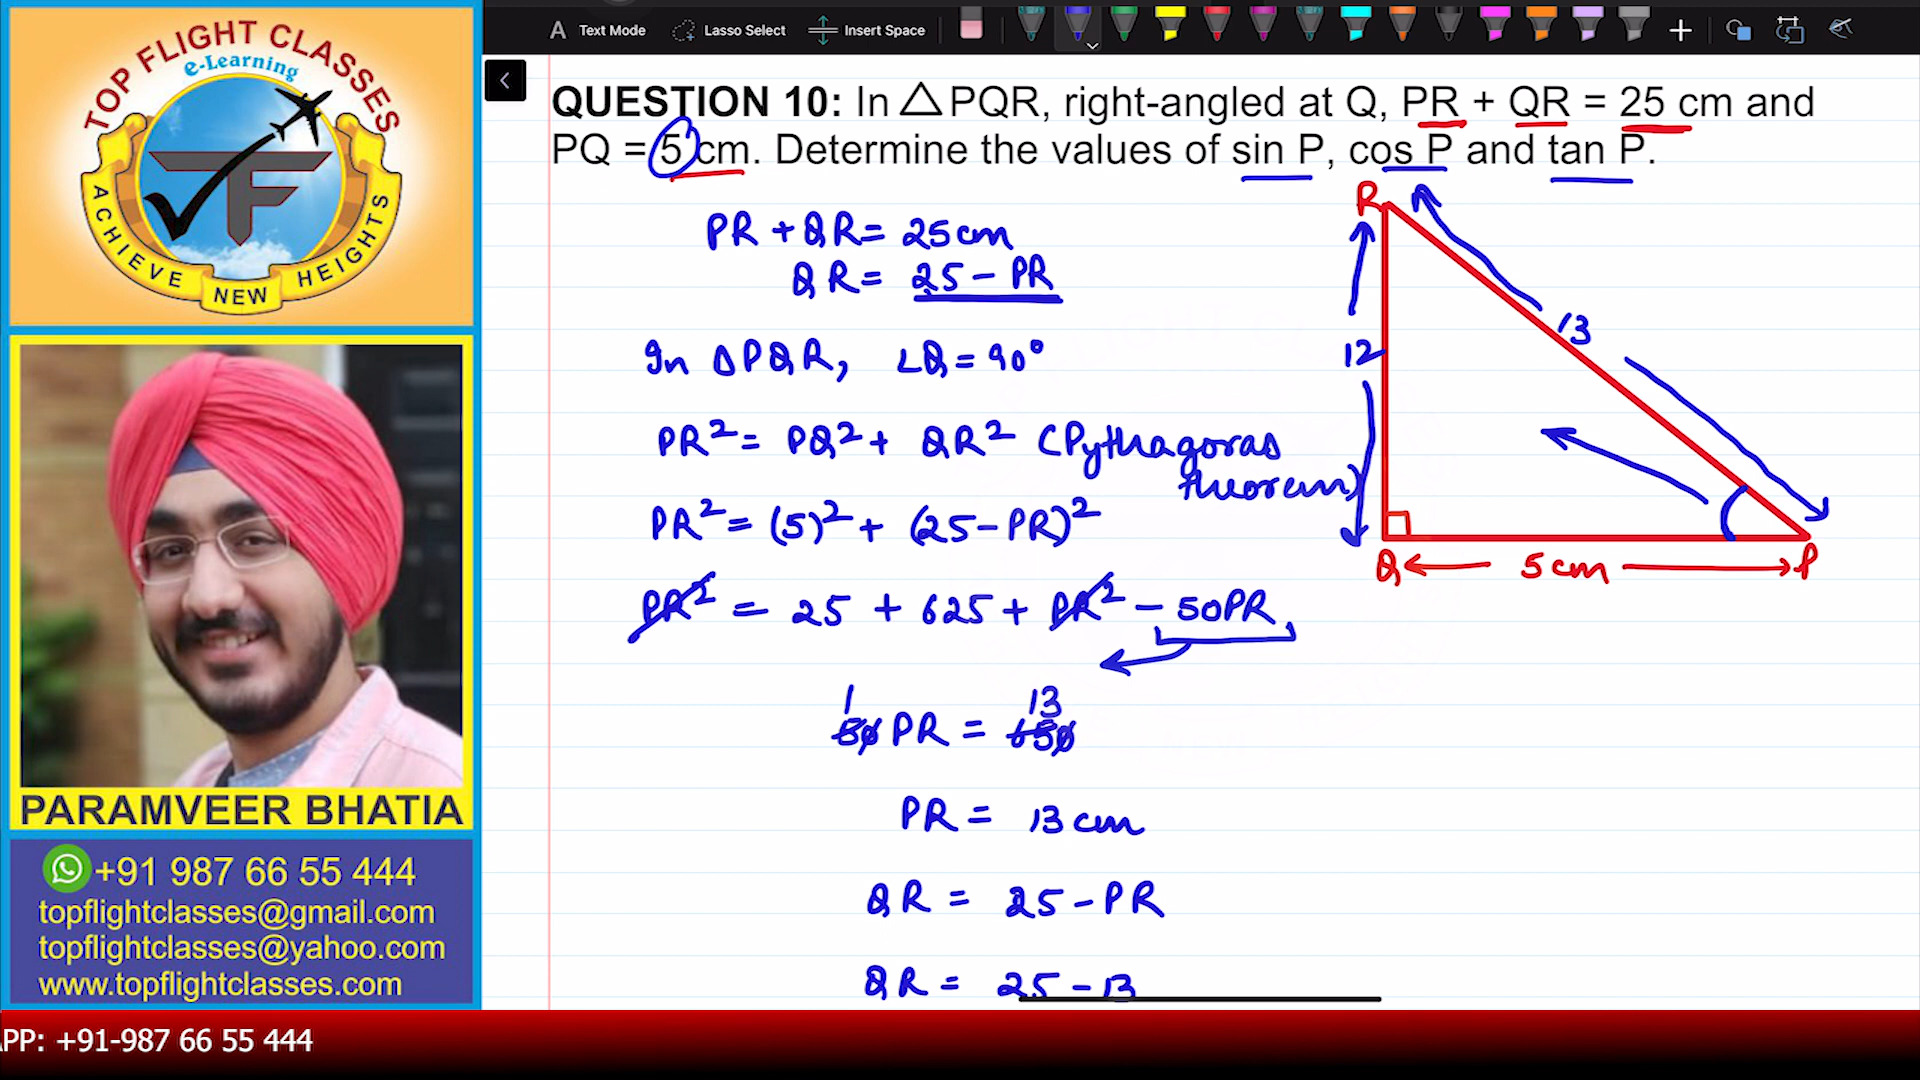 TOP FLIGHT CLASSES
e-Learning
TF
ACHIEVE NEW HEIGHTS
PARAMVEER BHATIA
+91 987 66 55 444
topflightclasses@gmail.com
topflightclasses@yahoo.com
www.topflightclasses.com
A Text Mode Lasso Select Insert Space
QUESTION 10: In △PQR, right-angled at Q, PR + QR = 25 cm and
PQ = 5 cm. Determine the values of sin P, cos P and tan P.
PR + QR = 25 cm
QR = 25 - PR
In ΔPQR, ∠Q = 90°
PR² = PQ² + QR² (Pythagoras
theorem)
PR² = (5)² + (25-PR)²
PR² = 25 + 625 + PR² - 50PR
1 13
50 PR = 650
PR = 13 cm
QR = 25 - PR
QR = 25 - 13
R
13
12
Q 5cm P
APP: +91-987 66 55 444